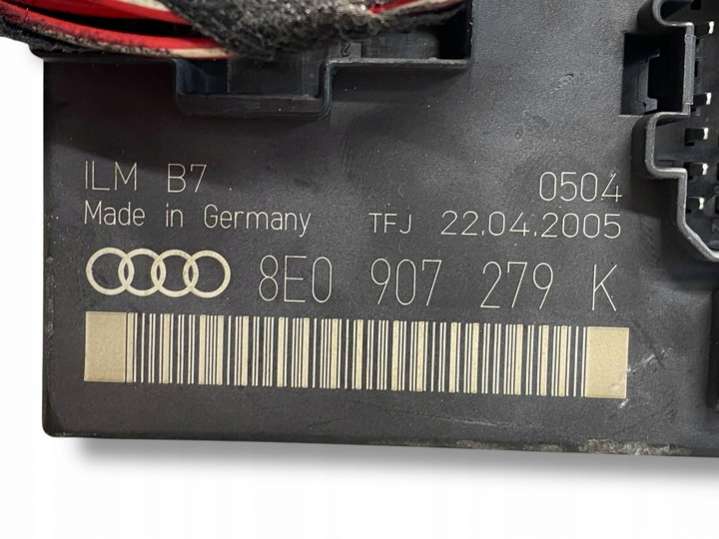 ILM B7 0504
Made in Germany TFJ 22.04.2005
8E0 907 279 K